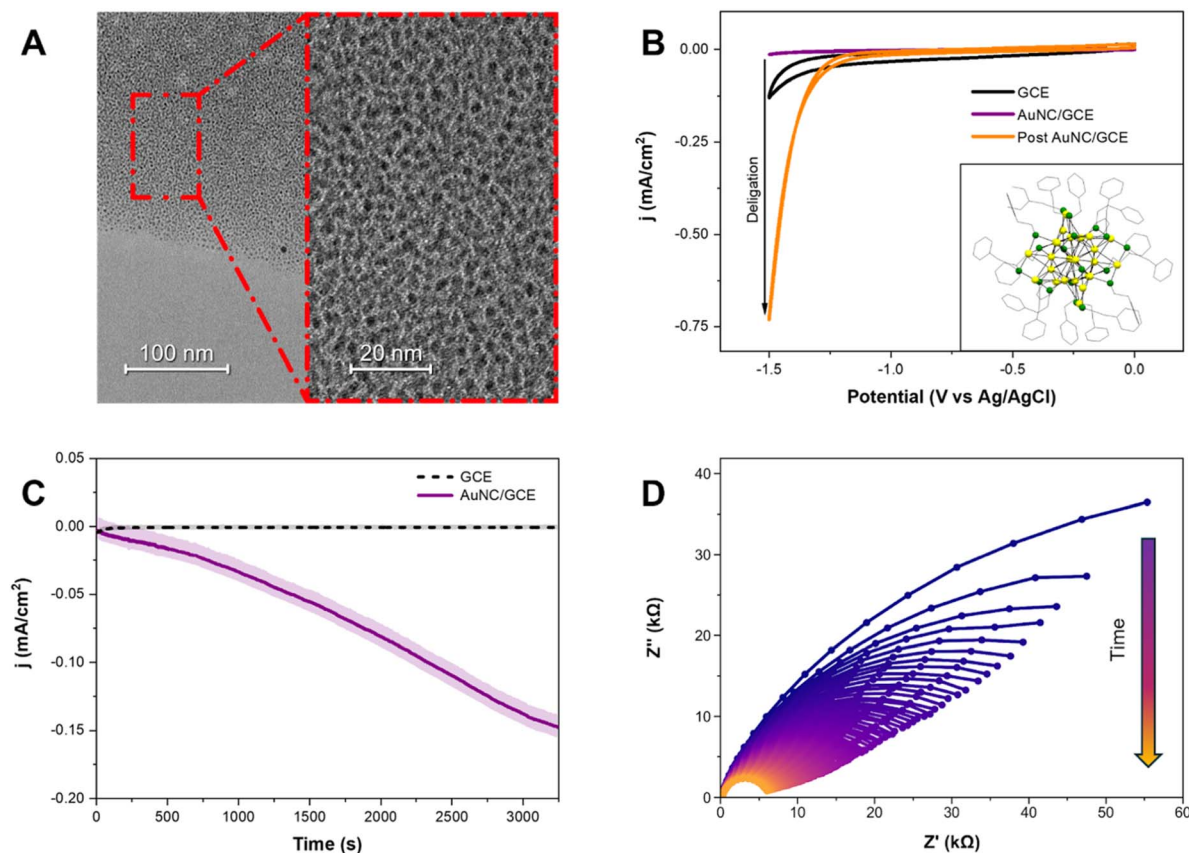 A
100 nm
20 nm
B
0.00
-0.25
-0.50
-0.75
j (mA/cm²)
Deligation
GCE
AuNC/GCE
Post AuNC/GCE
-1.5
-1.0
-0.5
0.0
Potential (V vs Ag/AgCl)
C
0.05
0.00
-0.05
-0.10
-0.15
-0.20
j (mA/cm²)
GCE
AuNC/GCE
0
500
1000
1500
2000
2500
3000
Time (s)
D
40
30
20
10
0
Z'' (kΩ)
Time
0
10
20
30
40
50
60
Z' (kΩ)